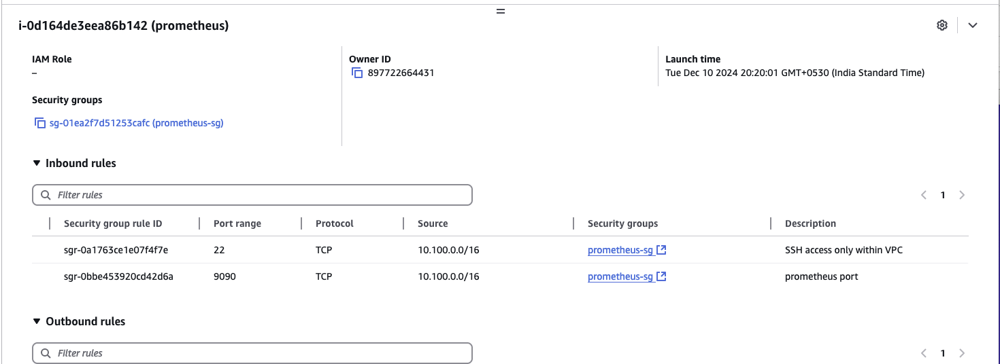 i-0d164de3eea86b142 (prometheus)
IAM Role
–
Owner ID
897722664431
Launch time
Tue Dec 10 2024 20:20:01 GMT+0530 (India Standard Time)
Security groups
sg-01ea2f7d51253cafc (prometheus-sg)
Inbound rules
Filter rules
1
Security group rule ID Port range Protocol Source Security groups Description
sgr-0a1763ce1e07f4f7e 22 TCP 10.100.0.0/16 prometheus-sg SSH access only within VPC
sgr-0bbe453920cd42d6a 9090 TCP 10.100.0.0/16 prometheus-sg prometheus port
Outbound rules
Filter rules
1